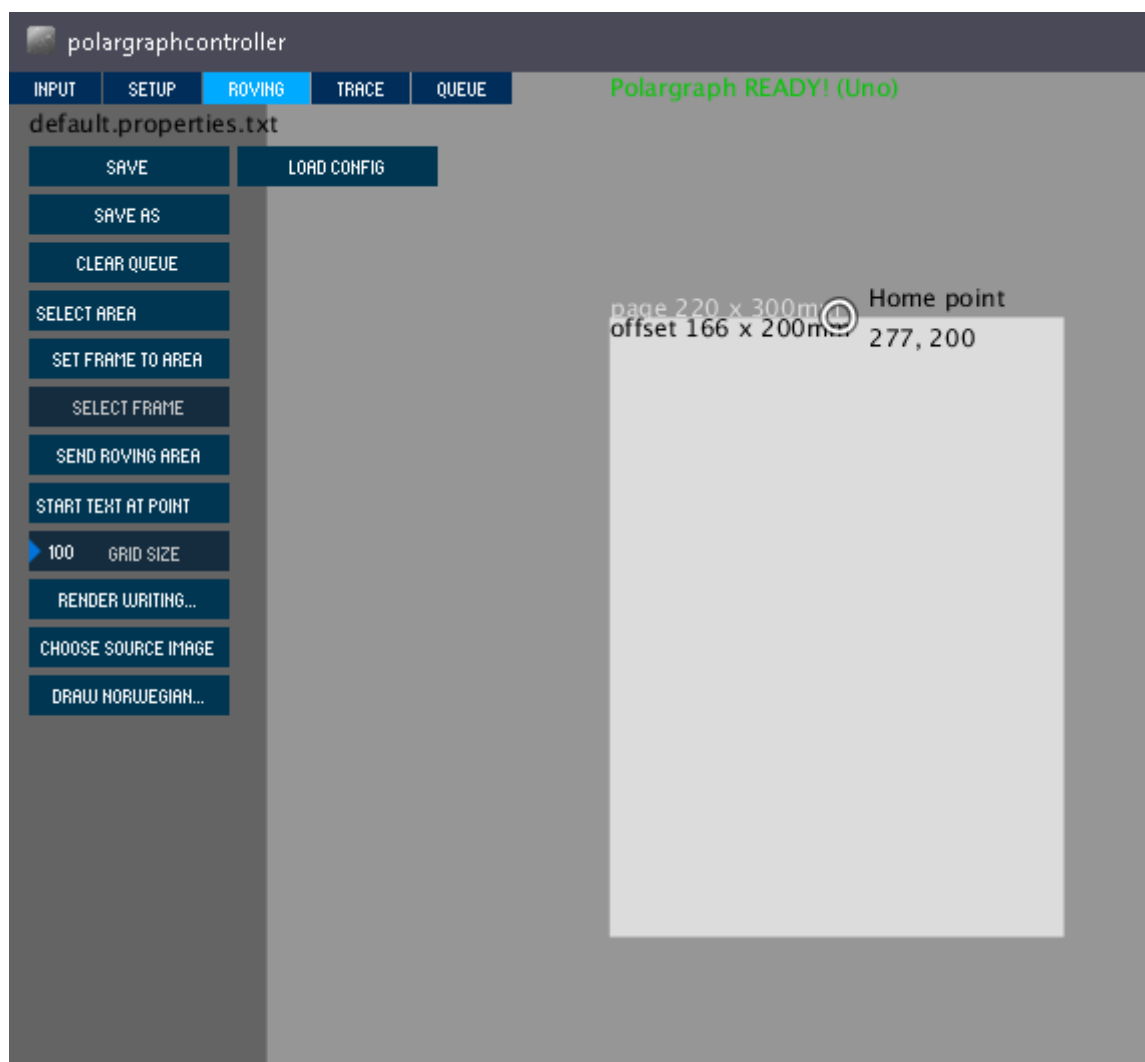 polargraphcontroller
INPUT SETUP ROVING TRACE QUEUE Polargraph READY! (Uno)
default.properties.txt
SAVE LOAD CONFIG
SAVE AS
CLEAR QUEUE
SELECT AREA
SET FRAME TO AREA
SELECT FRAME
SEND ROVING AREA
START TEXT AT POINT
100 GRID SIZE
RENDER WRITING...
CHOOSE SOURCE IMAGE
DRAW NORWEGIAN...
page 220 x 300mm
offset 166 x 200mm
Home point
277, 200